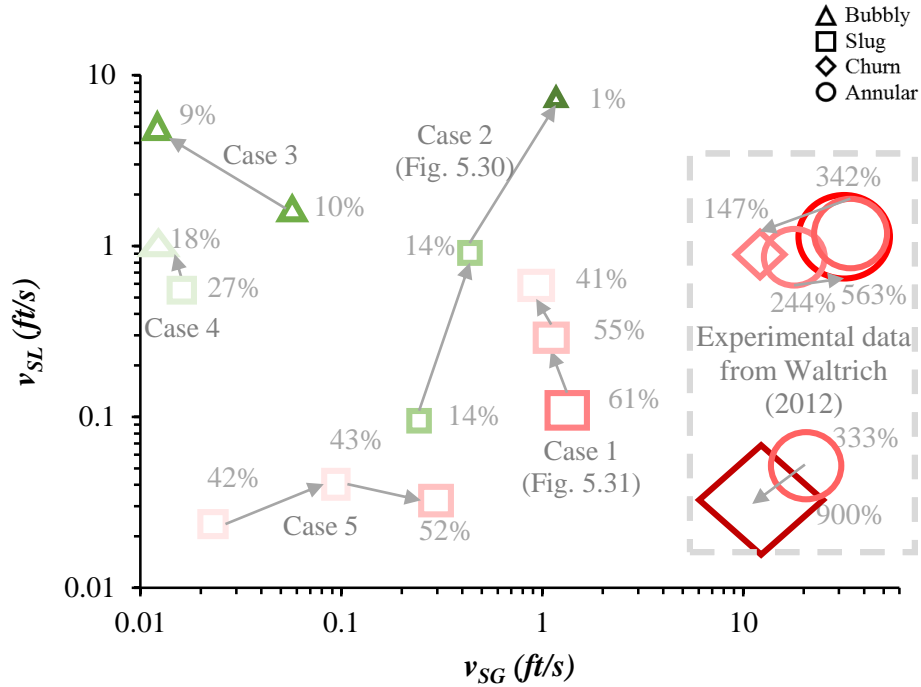 Bubbly
Slug
Churn
Annular
10
1
0.1
0.01
v_SL (ft/s)
9%
Case 3
10%
Case 2
(Fig. 5.30)
1%
18%
27%
Case 4
14%
14%
41%
55%
61%
Case 1
(Fig. 5.31)
42%
43%
Case 5
52%
342%
147%
244%
563%
Experimental data
from Waltrich
(2012)
333%
900%
0.01
0.1
1
10
v_SG (ft/s)